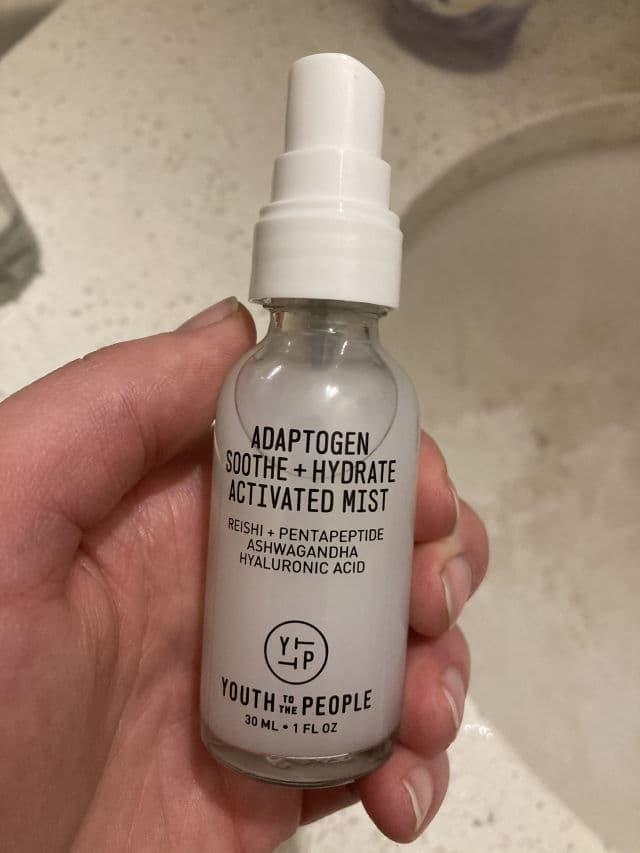 ADAPTOGEN
SOOTHE + HYDRATE
ACTIVATED MIST
REISHI + PENTAPEPTIDE
ASHWAGANDHA
HYALURONIC ACID
YTTP
YOUTH TO THE PEOPLE
30 ML • 1 FL OZ